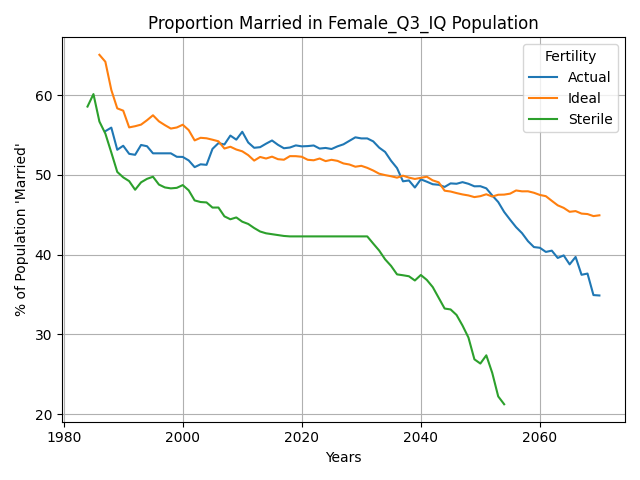 Proportion Married in Female_Q3_IQ Population
Fertility
Actual
Ideal
Sterile
% of Population 'Married'
60
50
40
30
20
1980
2000
2020
2040
2060
Years